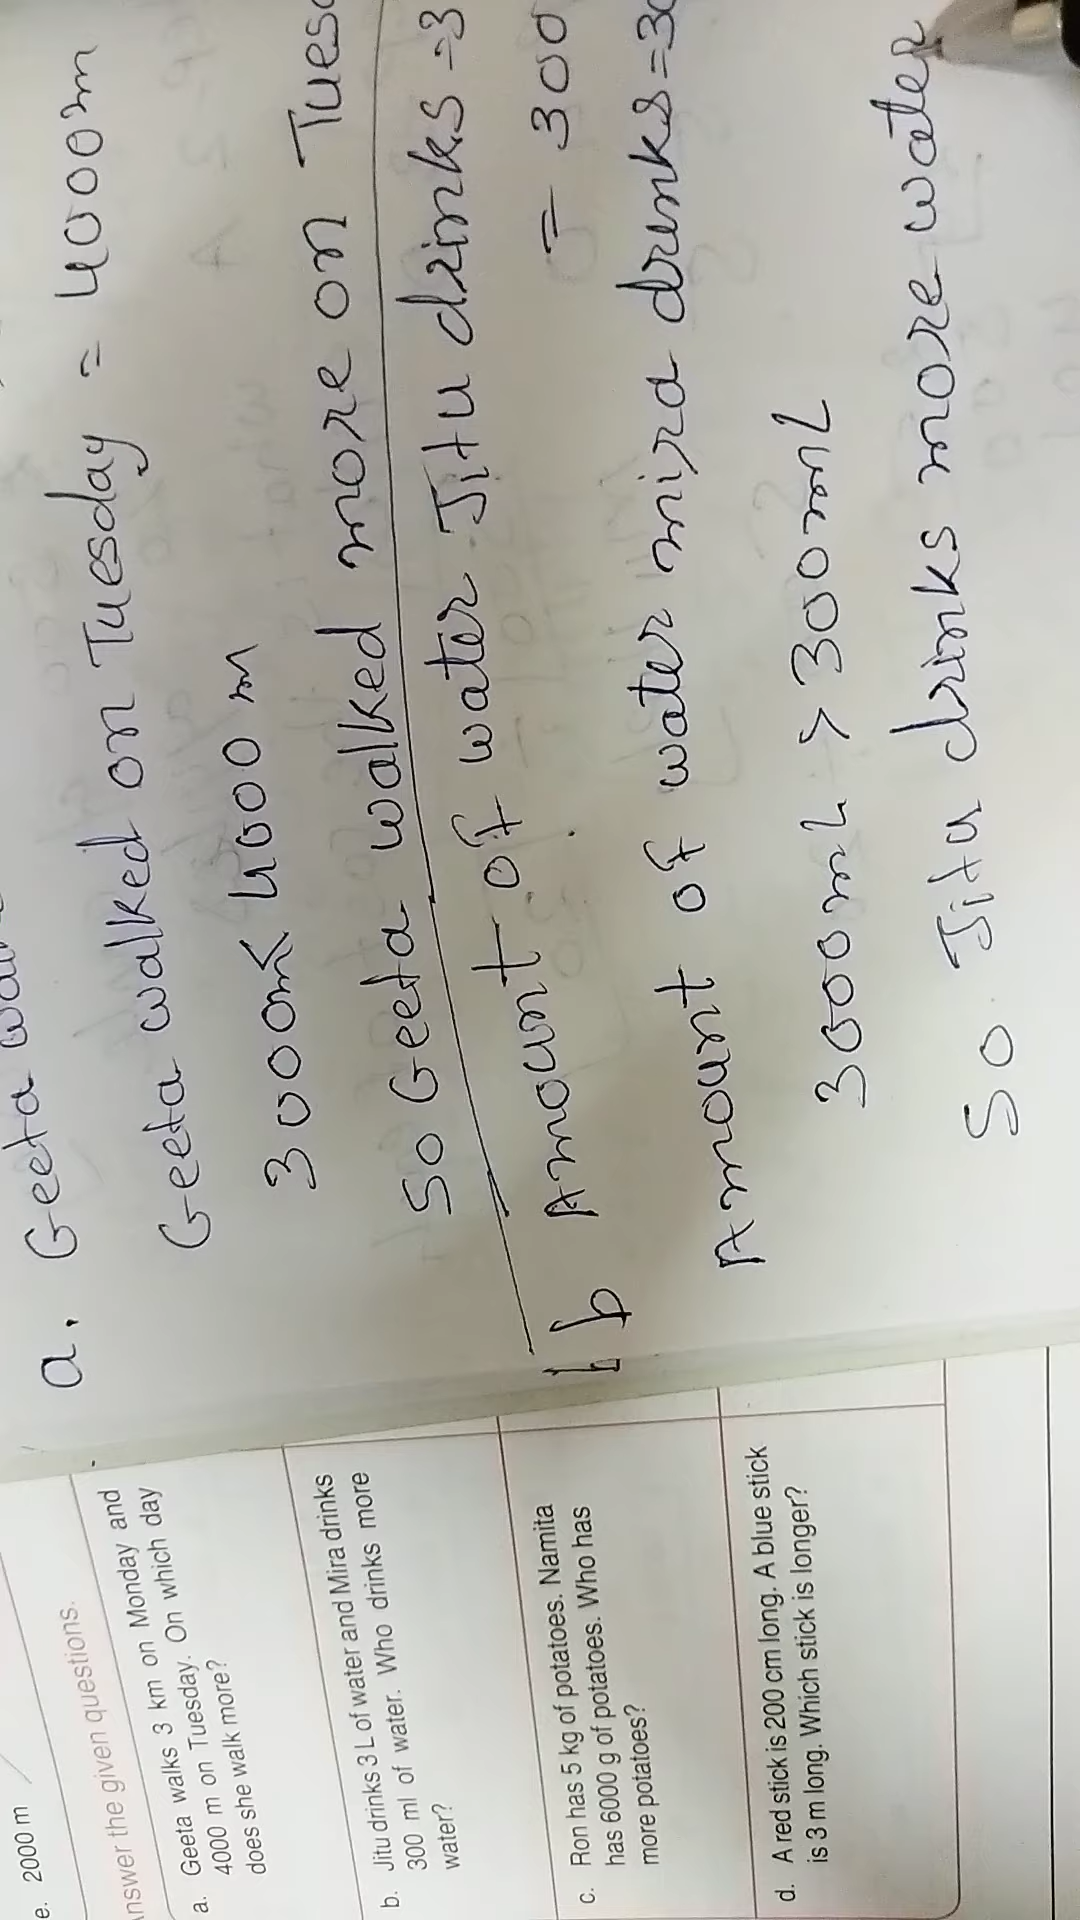 e. 2000 m
Answer the given questions.
a. Geeta walks 3 km on Monday and
4000 m on Tuesday. On which day
does she walk more?
b. Jitu drinks 3 L of water and Mira drinks
300 ml of water. Who drinks more
water?
c. Ron has 5 kg of potatoes. Namita
has 6000 g of potatoes. Who has
more potatoes?
d. A red stick is 200 cm long. A blue stick
is 3 m long. Which stick is longer?
a. Geeta
Geeta walked on Tuesday = 4000m
3000m < 4000 m
So Geeta walked more on Tues
b Amount of water Jitu drinks = 3
= 300
Amount of water mira drinks = 30
3000mL > 300mL
So Jitu drinks more water